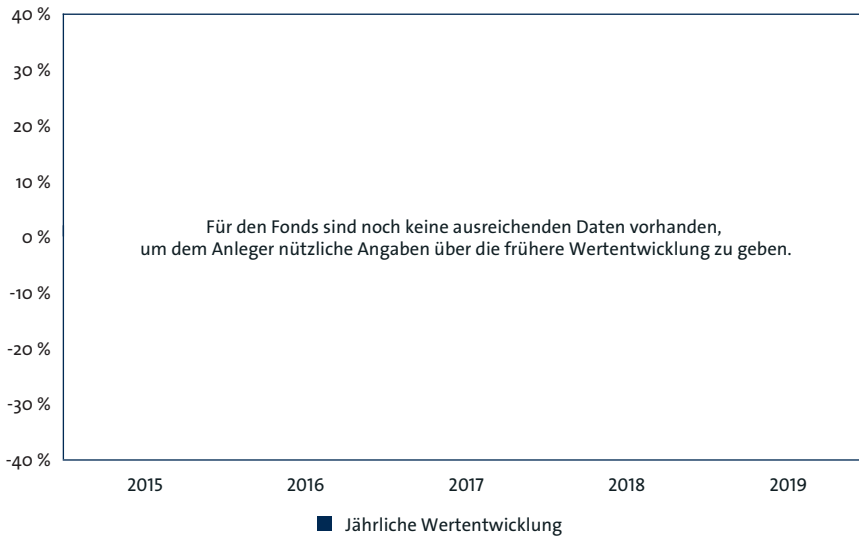 40 %
30 %
20 %
10 %
0 %
-10 %
-20 %
-30 %
-40 %
Für den Fonds sind noch keine ausreichenden Daten vorhanden,
um dem Anleger nützliche Angaben über die frühere Wertentwicklung zu geben.
2015 2016 2017 2018 2019
Jährliche Wertentwicklung